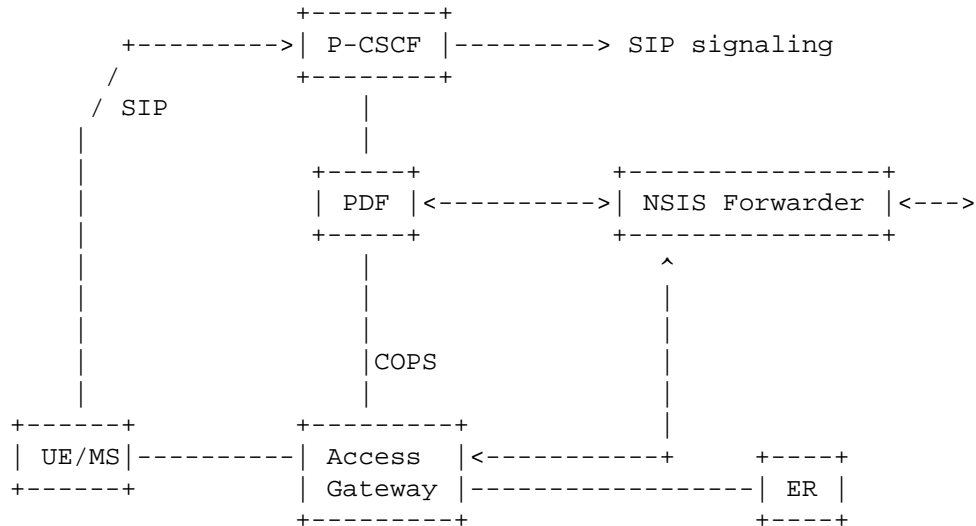 P-CSCF SIP signaling
SIP
PDF NSIS Forwarder
COPS
UE/MS Access
Gateway ER